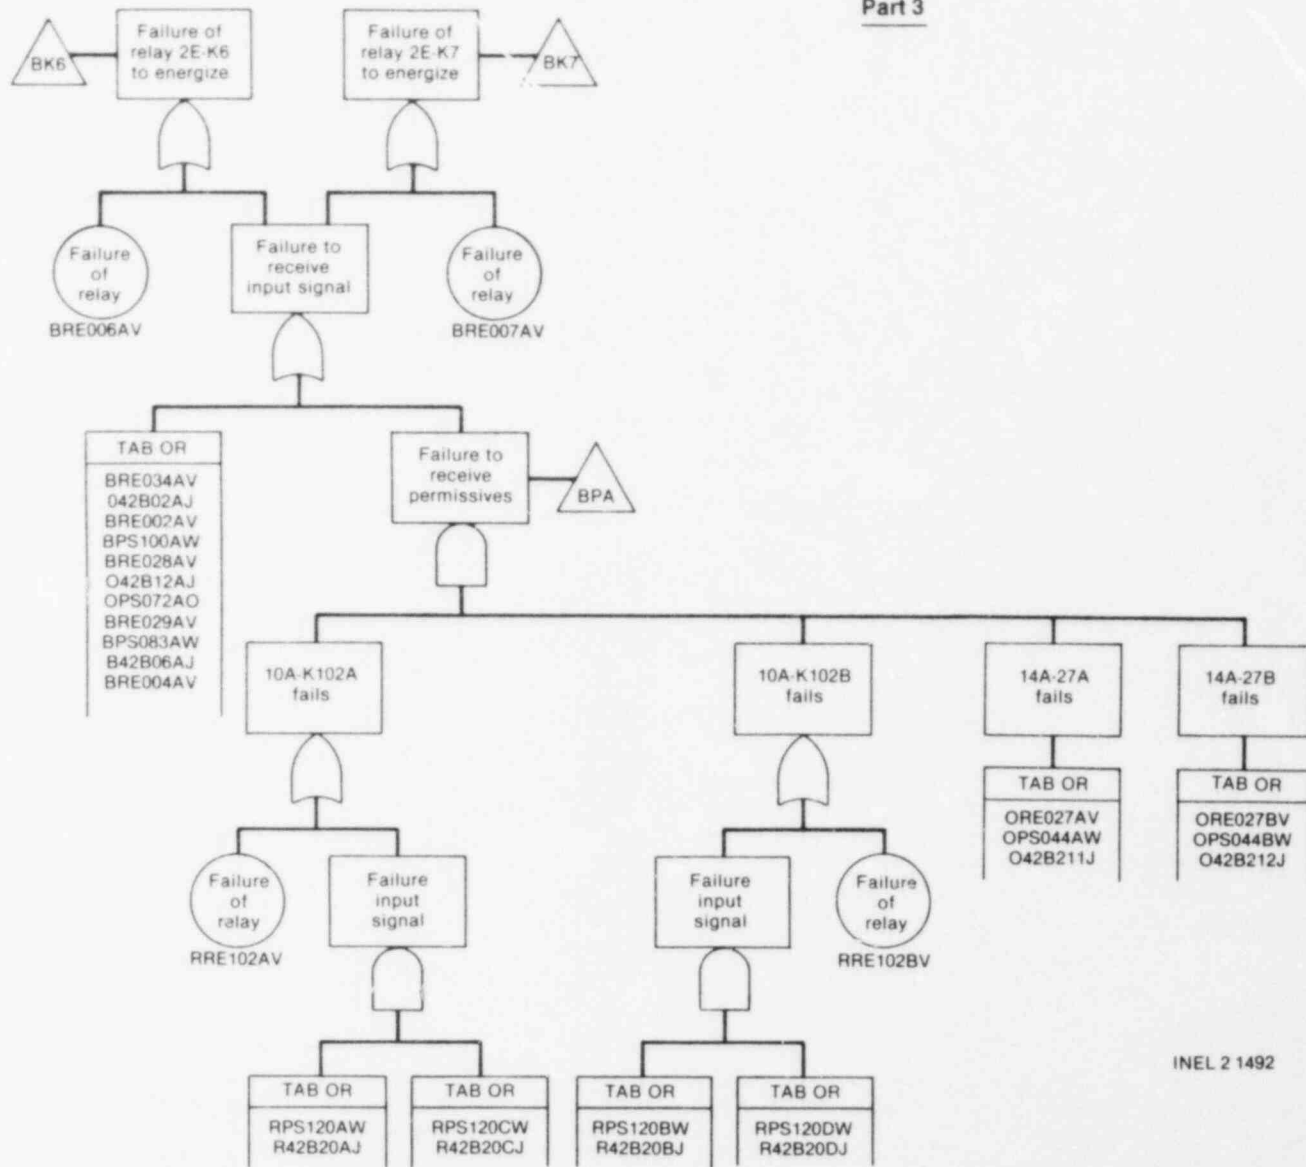 Part 3
BK6
Failure of
relay 2E-K6
to energize
Failure of
relay 2E-K7
to energize
BK7
Failure
of
relay
BRE006AV
Failure to
receive
input signal
Failure
of
relay
BRE007AV
TAB OR
BRE034AV
042B02AJ
BRE002AV
BPS100AW
BRE028AV
O42B12AJ
OPS072AO
BRE029AV
BPS083AW
B42B06AJ
BRE004AV
Failure to
receive
permissives
BPA
10A-K102A
fails
10A-K102B
fails
14A-27A
fails
14A-27B
fails
TAB OR
ORE027AV
OPS044AW
O42B211J
TAB OR
ORE027BV
OPS044BW
O42B212J
Failure
of
relay
RRE102AV
Failure
input
signal
Failure
input
signal
Failure
of
relay
RRE102BV
TAB OR
RPS120AW
R42B20AJ
TAB OR
RPS120CW
R42B20CJ
TAB OR
RPS120BW
R42B20BJ
TAB OR
RPS120DW
R42B20DJ
INEL 2 1492